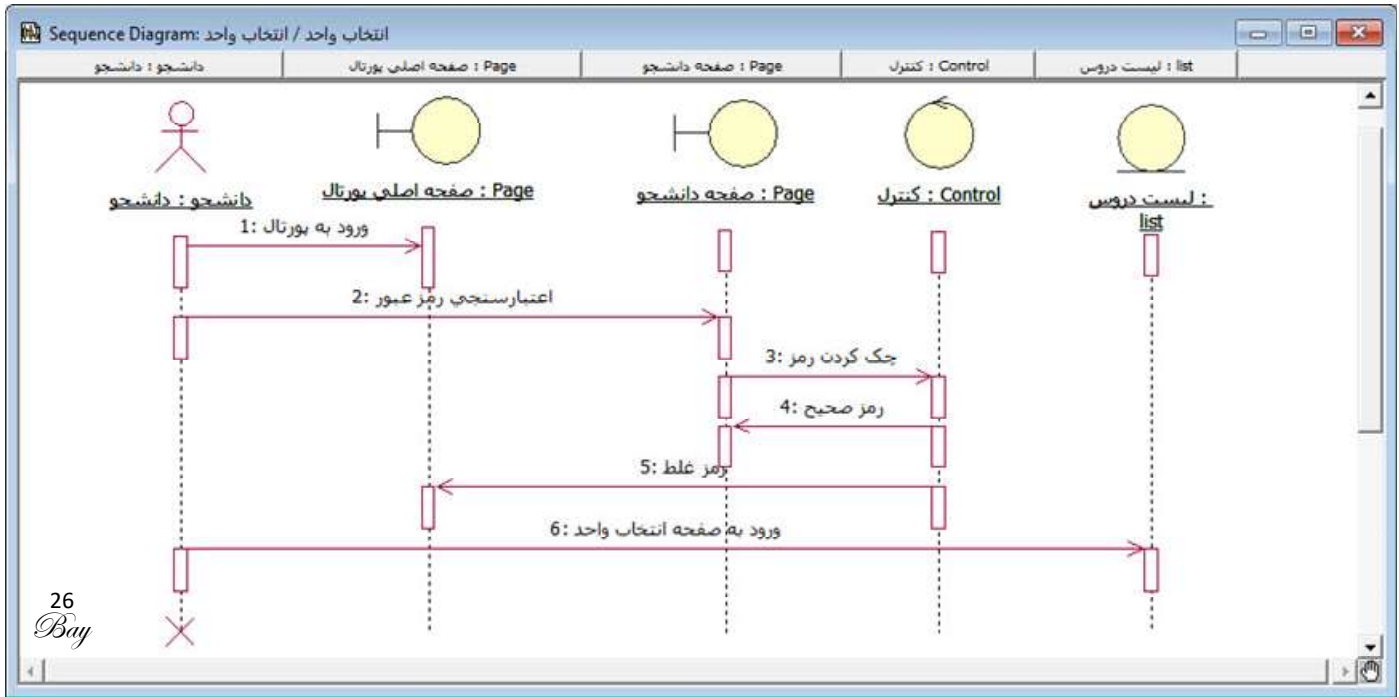 Sequence Diagram: انتخاب واحد / انتخاب واحد
دانشجو : دانشجو
صفحه اصلي پورتال : Page
صفحه دانشجو : Page
کنترل : Control
ليست دروس : list
دانشجو : دانشجو
صفحه اصلي پورتال : Page
صفحه دانشجو : Page
کنترل : Control
ليست دروس :
list
1: ورود به پورتال
2: اعتبارسنجي رمز عبور
3: چک کردن رمز
4: رمز صحيح
5: رمز غلط
6: ورود به صفحه انتخاب واحد
26
Bay